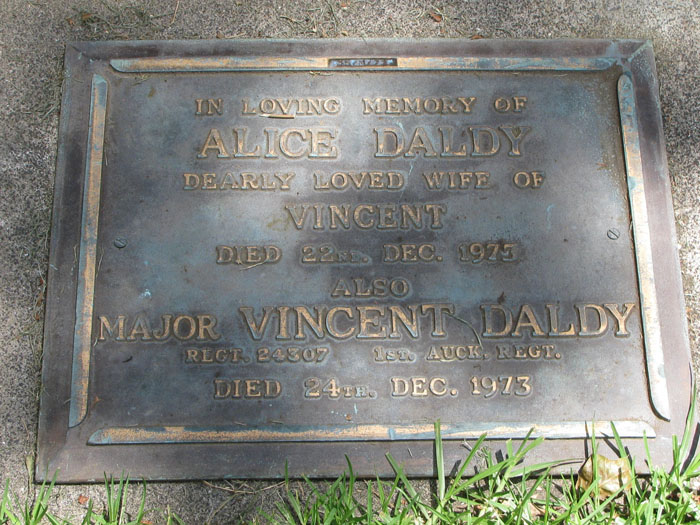 IN LOVING MEMORY OF
ALICE DALDY
DEARLY LOVED WIFE OF
VINCENT
DIED 22ND. DEC. 1973
ALSO
MAJOR VINCENT DALDY
REGT. 24307 1ST. AUCK. REGT.
DIED 24TH. DEC. 1973